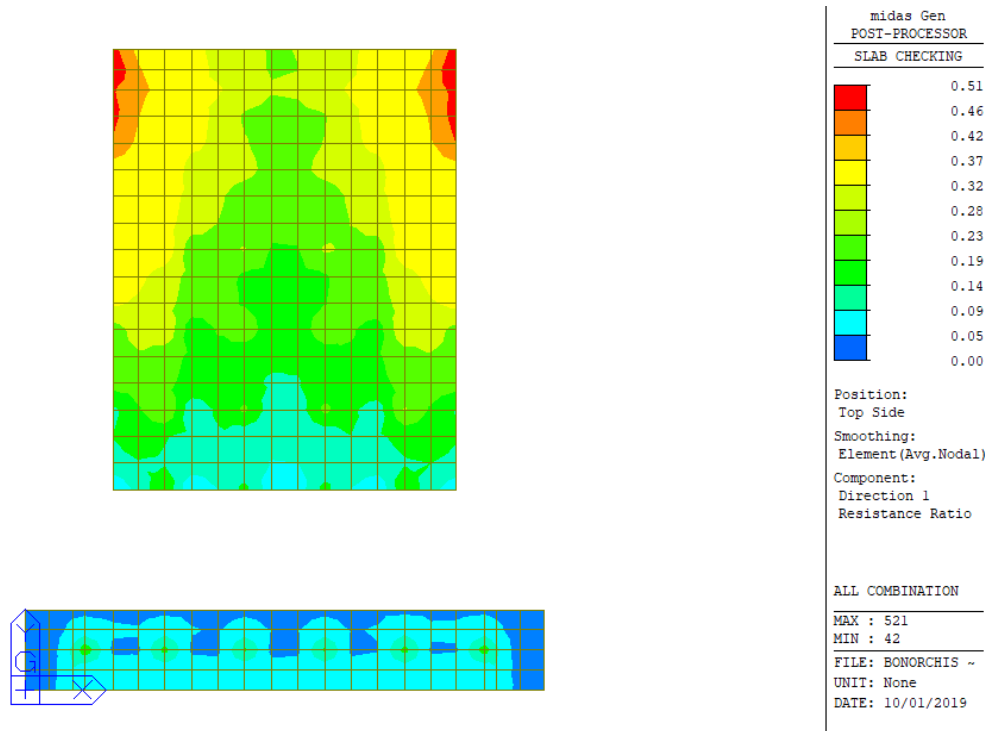 midas Gen
POST-PROCESSOR
SLAB CHECKING
0.51
0.46
0.42
0.37
0.32
0.28
0.23
0.19
0.14
0.09
0.05
0.00
Position:
Top Side
Smoothing:
Element(Avg.Nodal)
Component:
Direction 1
Resistance Ratio
ALL COMBINATION
MAX : 521
MIN : 42
FILE: BONORCHIS ~
UNIT: None
DATE: 10/01/2019
Y
G
X